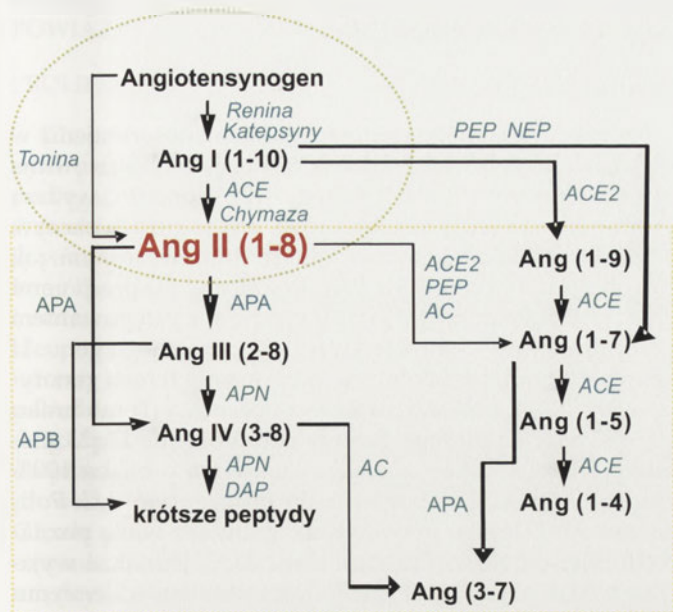 Angiotensynogen
Renina
Katepsyny
PEP NEP
Tonina
Ang I (1-10)
ACE
Chymaza
ACE2
Ang II (1-8)
ACE2
PEP
AC
Ang (1-9)
APA
APA
ACE
Ang III (2-8)
Ang (1-7)
APN
ACE
Ang IV (3-8)
Ang (1-5)
APB
APN
DAP
AC
APA
ACE
krótsze peptydy
Ang (1-4)
Ang (3-7)